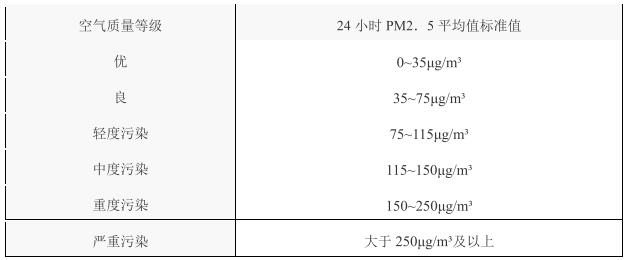 空气质量等级 24 小时 PM2．5 平均值标准值
优 0~35μg/m³
良 35~75μg/m³
轻度污染 75~115μg/m³
中度污染 115~150μg/m³
重度污染 150~250μg/m³
严重污染 大于 250μg/m³及以上